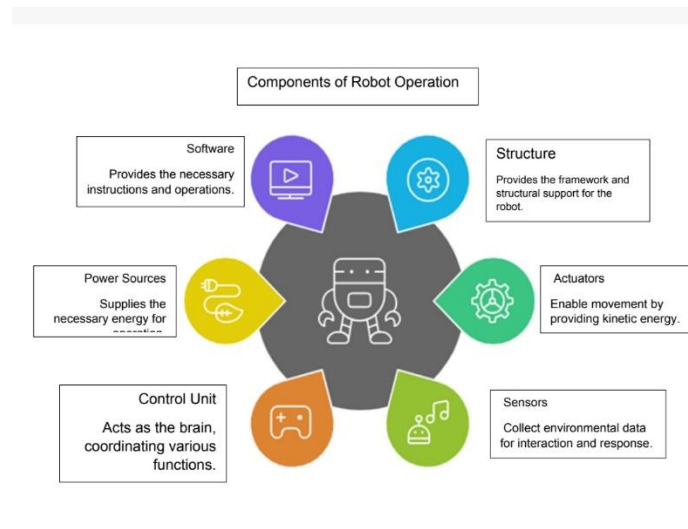 Components of Robot Operation
Software
Provides the necessary
instructions and operations.
Structure
Provides the framework and
structural support for the
robot.
Power Sources
Supplies the
necessary energy for
Actuators
Enable movement by
providing kinetic energy.
Control Unit
Acts as the brain,
coordinating various
functions.
Sensors
Collect environmental data
for interaction and response.